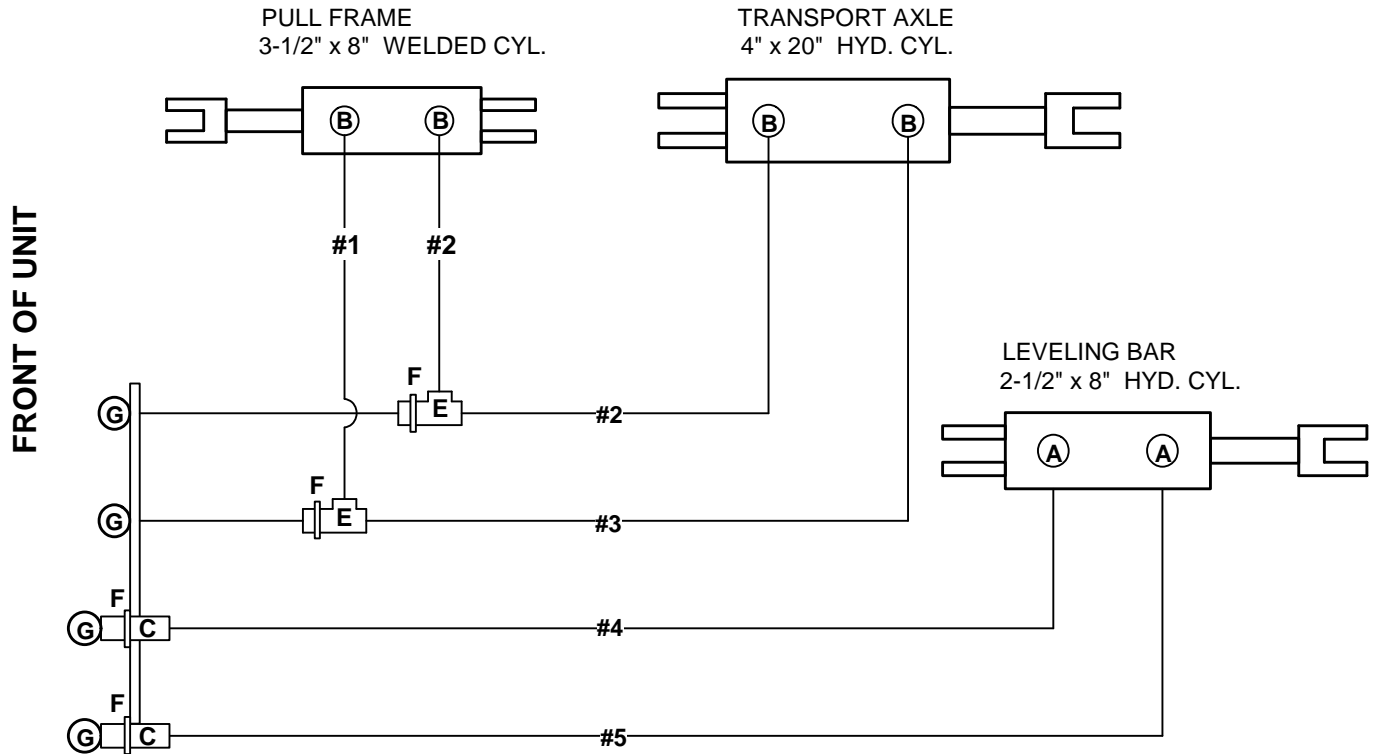 PULL FRAME
3-1/2" x 8" WELDED CYL.
TRANSPORT AXLE
4" x 20" HYD. CYL.
B B B B
FRONT OF UNIT
#1 #2
LEVELING BAR
2-1/2" x 8" HYD. CYL.
F
G E #2
A A
F
G E #3
F
G C #4
F
G C #5